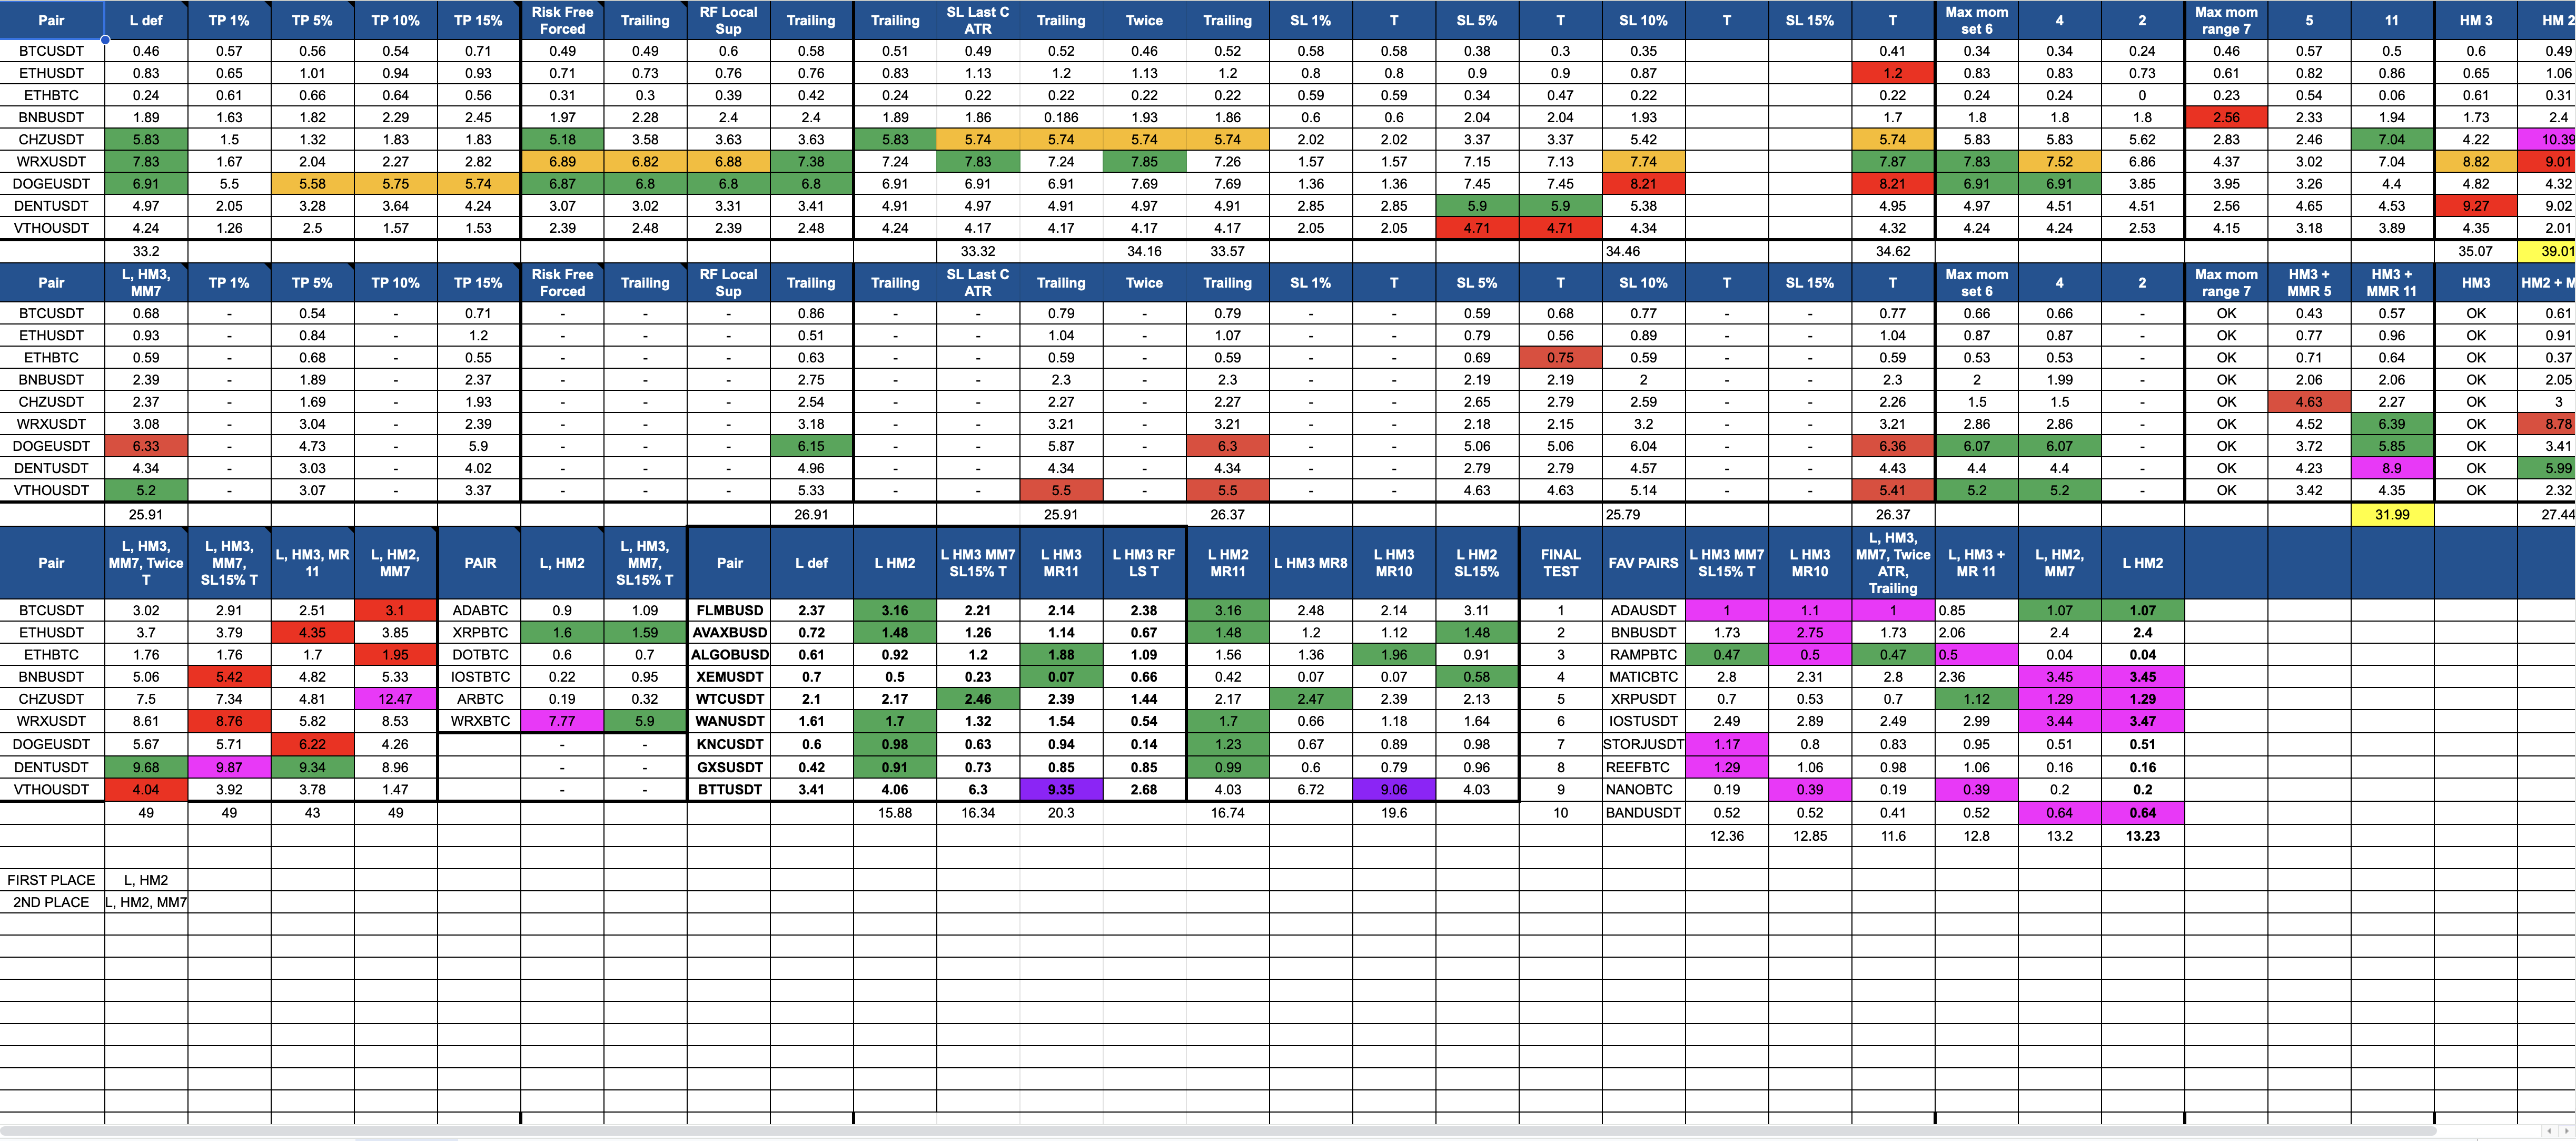 Pair L def TP 1% TP 5% TP 10% TP 15% Risk Free Forced Trailing RF Local Sup Trailing Trailing SL Last C ATR Trailing Twice Trailing SL 1% T SL 5% T SL 10% T SL 15% T Max mom set 6 4 2 Max mom range 7 5 11 HM 3 HM 2
BTCUSDT 0.46 0.57 0.56 0.54 0.71 0.49 0.49 0.6 0.58 0.51 0.49 0.52 0.46 0.52 0.58 0.58 0.38 0.3 0.35 0.41 0.34 0.34 0.24 0.46 0.57 0.5 0.6 0.49
ETHUSDT 0.83 0.65 1.01 0.94 0.93 0.71 0.73 0.76 0.76 0.83 1.13 1.2 1.13 1.2 0.8 0.8 0.9 0.9 0.87 1.2 0.83 0.83 0.73 0.61 0.82 0.86 0.65 1.06
ETHBTC 0.24 0.61 0.66 0.64 0.56 0.31 0.3 0.39 0.42 0.24 0.22 0.22 0.22 0.22 0.59 0.59 0.34 0.47 0.22 0.22 0.24 0.24 0 0.23 0.54 0.06 0.61 0.31
BNBUSDT 1.89 1.63 1.82 2.29 2.45 1.97 2.28 2.4 2.4 1.89 1.86 0.186 1.93 1.86 0.6 0.6 2.04 2.04 1.93 1.7 1.8 1.8 1.8 2.56 2.33 1.94 1.73 2.4
CHZUSDT 5.83 1.5 1.32 1.83 1.83 5.18 3.58 3.63 3.63 5.83 5.74 5.74 5.74 5.74 2.02 2.02 3.37 3.37 5.42 5.74 5.83 5.83 5.62 2.83 2.46 7.04 4.22 10.39
WRXUSDT 7.83 1.67 2.04 2.27 2.82 6.89 6.82 6.88 7.38 7.24 7.83 7.24 7.85 7.26 1.57 1.57 7.15 7.13 7.74 7.87 7.83 7.52 6.86 4.37 3.02 7.04 8.82 9.01
DOGEUSDT 6.91 5.5 5.58 5.75 5.74 6.87 6.8 6.8 6.8 6.91 6.91 6.91 7.69 7.69 1.36 1.36 7.45 7.45 8.21 8.21 6.91 6.91 3.85 3.95 3.26 4.4 4.82 4.32
DENTUSDT 4.97 2.05 3.28 3.64 4.24 3.07 3.02 3.31 3.41 4.91 4.97 4.91 4.97 4.91 2.85 2.85 5.9 5.9 5.38 4.95 4.97 4.51 4.51 2.56 4.65 4.53 9.27 9.02
VTHOUSDT 4.24 1.26 2.5 1.57 1.53 2.39 2.48 2.39 2.48 4.24 4.17 4.17 4.17 4.17 2.05 2.05 4.71 4.71 4.34 4.32 4.24 4.24 2.53 4.15 3.18 3.89 4.35 2.01
33.2 33.32 34.16 33.57 34.46 34.62 35.07 39.01
Pair L, HM3, MM7 TP 1% TP 5% TP 10% TP 15% Risk Free Forced Trailing RF Local Sup Trailing Trailing SL Last C ATR Trailing Twice Trailing SL 1% T SL 5% T SL 10% T SL 15% T Max mom set 6 4 2 Max mom range 7 HM3 + MMR 5 HM3 + MMR 11 HM3 HM2 + M
BTCUSDT 0.68 - 0.54 - 0.71 - - - 0.86 - - 0.79 - 0.79 - - 0.59 0.68 0.77 - - 0.77 0.66 0.66 - OK 0.43 0.57 OK 0.61
ETHUSDT 0.93 - 0.84 - 1.2 - - - 0.51 - - 1.04 - 1.07 - - 0.79 0.56 0.89 - - 1.04 0.87 0.87 - OK 0.77 0.96 OK 0.91
ETHBTC 0.59 - 0.68 - 0.55 - - - 0.63 - - 0.59 - 0.59 - - 0.69 0.75 0.59 - - 0.59 0.53 0.53 - OK 0.71 0.64 OK 0.37
BNBUSDT 2.39 - 1.89 - 2.37 - - - 2.75 - - 2.3 - 2.3 - - 2.19 2.19 2 - - 2.3 2 1.99 - OK 2.06 2.06 OK 2.05
CHZUSDT 2.37 - 1.69 - 1.93 - - - 2.54 - - 2.27 - 2.27 - - 2.65 2.79 2.59 - - 2.26 1.5 1.5 - OK 4.63 2.27 OK 3
WRXUSDT 3.08 - 3.04 - 2.39 - - - 3.18 - - 3.21 - 3.21 - - 2.18 2.15 3.2 - - 3.21 2.86 2.86 - OK 4.52 6.39 OK 8.78
DOGEUSDT 6.33 - 4.73 - 5.9 - - - 6.15 - - 5.87 - 6.3 - - 5.06 5.06 6.04 - - 6.36 6.07 6.07 - OK 3.72 5.85 OK 3.41
DENTUSDT 4.34 - 3.03 - 4.02 - - - 4.96 - - 4.34 - 4.34 - - 2.79 2.79 4.57 - - 4.43 4.4 4.4 - OK 4.23 8.9 OK 5.99
VTHOUSDT 5.2 - 3.07 - 3.37 - - - 5.33 - - 5.5 - 5.5 - - 4.63 4.63 5.14 - - 5.41 5.2 5.2 - OK 3.42 4.35 OK 2.32
25.91 26.91 25.91 26.37 25.79 26.37 31.99 27.44
Pair L, HM3, MM7, Twice T L, HM3, MM7, SL15% T L, HM3, MR 11 L, HM2, MM7 PAIR L, HM2 L, HM3, MM7, SL15% T Pair L def L HM2 L HM3 MM7 SL15% T L HM3 MR11 L HM3 RF LS T L HM2 MR11 L HM3 MR8 L HM3 MR10 L HM2 SL15% FINAL TEST FAV PAIRS L HM3 MM7 SL15% T L HM3 MR10 L, HM3, MM7, Twice ATR, Trailing L, HM3 + MR 11 L, HM2, MM7 L HM2
BTCUSDT 3.02 2.91 2.51 3.1 ADABTC 0.9 1.09 FLMBUSD 2.37 3.16 2.21 2.14 2.38 3.16 2.48 2.14 3.11 1 ADAUSDT 1 1.1 1 0.85 1.07 1.07
ETHUSDT 3.7 3.79 4.35 3.85 XRPBTC 1.6 1.59 AVAXBUSD 0.72 1.48 1.26 1.14 0.67 1.48 1.2 1.12 1.48 2 BNBUSDT 1.73 2.75 1.73 2.06 2.4 2.4
ETHBTC 1.76 1.76 1.7 1.95 DOTBTC 0.6 0.7 ALGOBUSD 0.61 0.92 1.2 1.88 1.09 1.56 1.36 1.96 0.91 3 RAMPBTC 0.47 0.5 0.47 0.5 0.04 0.04
BNBUSDT 5.06 5.42 4.82 5.33 IOSTBTC 0.22 0.95 XEMUSDT 0.7 0.5 0.23 0.07 0.66 0.42 0.07 0.07 0.58 4 MATICBTC 2.8 2.31 2.8 2.36 3.45 3.45
CHZUSDT 7.5 7.34 4.81 12.47 ARBTC 0.19 0.32 WTCUSDT 2.1 2.17 2.46 2.39 1.44 2.17 2.47 2.39 2.13 5 XRPUSDT 0.7 0.53 0.7 1.12 1.29 1.29
WRXUSDT 8.61 8.76 5.82 8.53 WRXBTC 7.77 5.9 WANUSDT 1.61 1.7 1.32 1.54 0.54 1.7 0.66 1.18 1.64 6 IOSTUSDT 2.49 2.89 2.49 2.99 3.44 3.47
DOGEUSDT 5.67 5.71 6.22 4.26 - - KNCUSDT 0.6 0.98 0.63 0.94 0.14 1.23 0.67 0.89 0.98 7 STORJUSDT 1.17 0.8 0.83 0.95 0.51 0.51
DENTUSDT 9.68 9.87 9.34 8.96 - - GXSUSDT 0.42 0.91 0.73 0.85 0.85 0.99 0.6 0.79 0.96 8 REEFBTC 1.29 1.06 0.98 1.06 0.16 0.16
VTHOUSDT 4.04 3.92 3.78 1.47 - - BTTUSDT 3.41 4.06 6.3 9.35 2.68 4.03 6.72 9.06 4.03 9 NANOBTC 0.19 0.39 0.19 0.39 0.2 0.2
49 49 43 49 15.88 16.34 20.3 16.74 19.6 10 BANDUSDT 0.52 0.52 0.41 0.52 0.64 0.64
12.36 12.85 11.6 12.8 13.2 13.23
FIRST PLACE L, HM2
2ND PLACE L, HM2, MM7